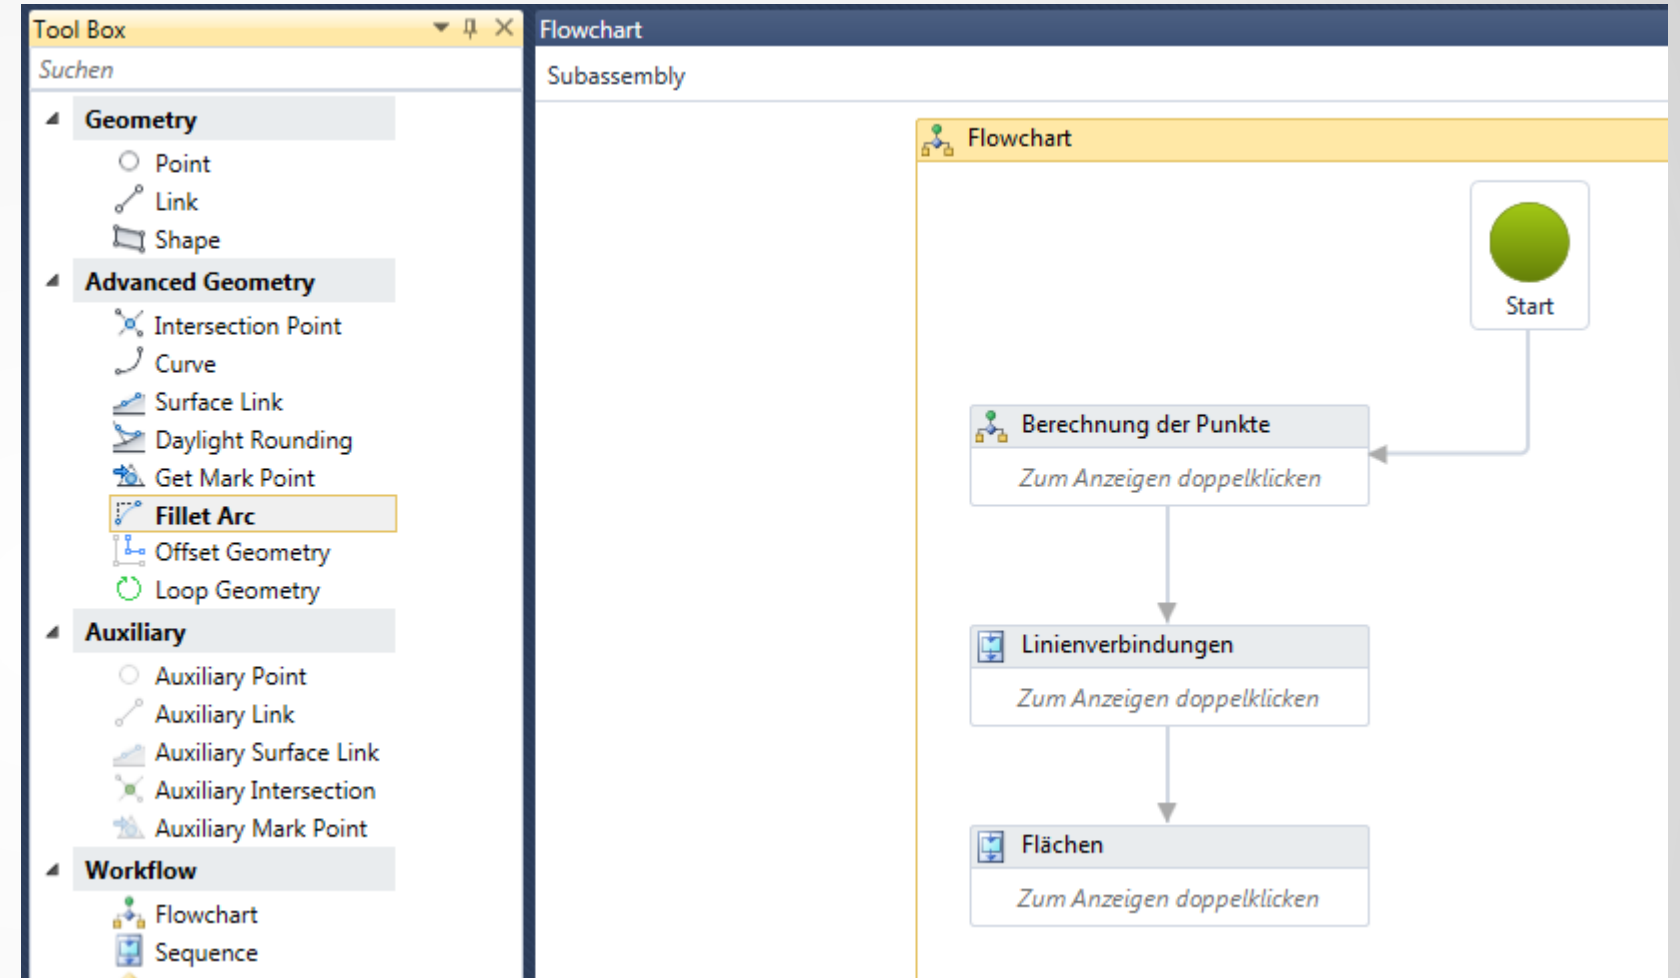 Tool Box
Suchen
Geometry
Point
Link
Shape
Advanced Geometry
Intersection Point
Curve
Surface Link
Daylight Rounding
Get Mark Point
Fillet Arc
Offset Geometry
Loop Geometry
Auxiliary
Auxiliary Point
Auxiliary Link
Auxiliary Surface Link
Auxiliary Intersection
Auxiliary Mark Point
Workflow
Flowchart
Sequence
Flowchart
Subassembly
Flowchart
Start
Berechnung der Punkte
Zum Anzeigen doppelklicken
Linienverbindungen
Zum Anzeigen doppelklicken
Flächen
Zum Anzeigen doppelklicken